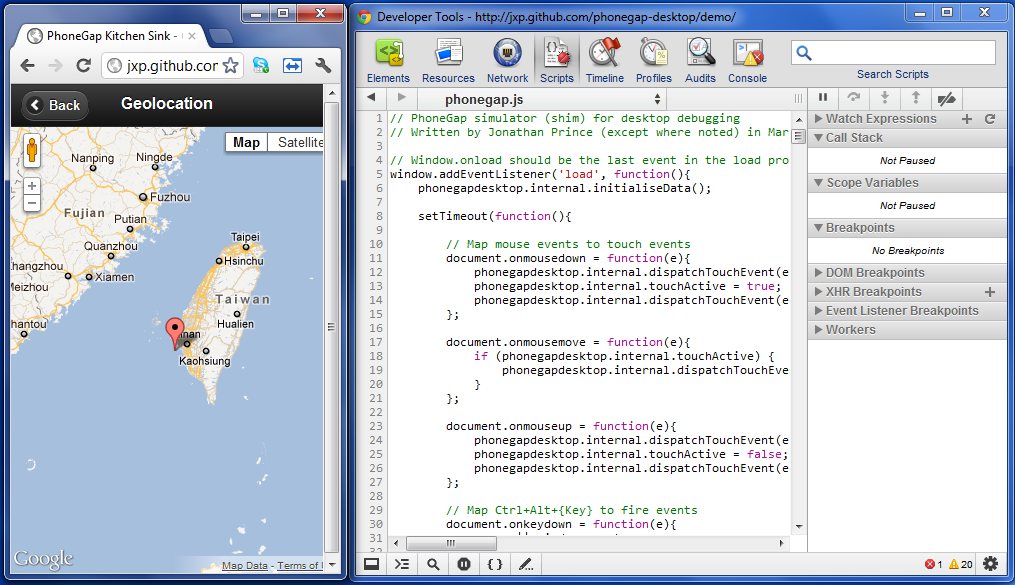 PhoneGap Kitchen Sink -
jxp.github.cor
Back
Geolocation
Map
Satellite
Nanping
Ningde
Fuzhou
Fujian
Putian
Quanzhou
Taipei
Hsinchu
hangzhou
Xiamen
Meizhou
Taiwan
hantou
Hualien
nan
Kaohsiung
Google
Map Data - Terms of
Developer Tools - http://jxp.github.com/phonegap-desktop/demo/
Elements Resources Network Scripts Timeline Profiles Audits Console
Search Scripts
phonegap.js
1 // PhoneGap simulator (shim) for desktop debugging
2 // Written by Jonathan Prince (except where noted) in Mar
3
4 // Window.onload should be the last event in the load pro
5 window.addEventListener('load', function(){
6 phonegapdesktop.internal.initialiseData();
7
8 setTimeout(function(){
9
10 // Map mouse events to touch events
11 document.onmousedown = function(e){
12 phonegapdesktop.internal.dispatchTouchEvent(e
13 phonegapdesktop.internal.touchActive = true;
14 phonegapdesktop.internal.dispatchTouchEvent(e
15 };
16
17 document.onmousemove = function(e){
18 if (phonegapdesktop.internal.touchActive) {
19 phonegapdesktop.internal.dispatchTouchEve
20 }
21 };
22
23 document.onmouseup = function(e){
24 phonegapdesktop.internal.dispatchTouchEvent(e
25 phonegapdesktop.internal.touchActive = false;
26 phonegapdesktop.internal.dispatchTouchEvent(e
27 };
28
29 // Map Ctrl+Alt+{Key} to fire events
30 document.onkeydown = function(e){
31
Watch Expressions
Call Stack
Not Paused
Scope Variables
Not Paused
Breakpoints
No Breakpoints
DOM Breakpoints
XHR Breakpoints
Event Listener Breakpoints
Workers
1 20